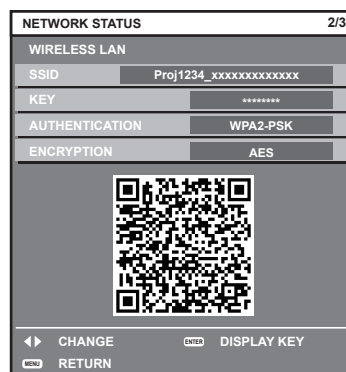 NETWORK STATUS 2/3
WIRELESS LAN
SSID Proj1234_xxxxxxxxxxxxx
KEY ********
AUTHENTICATION WPA2-PSK
ENCRYPTION AES
CHANGE ENTER DISPLAY KEY
MENU RETURN